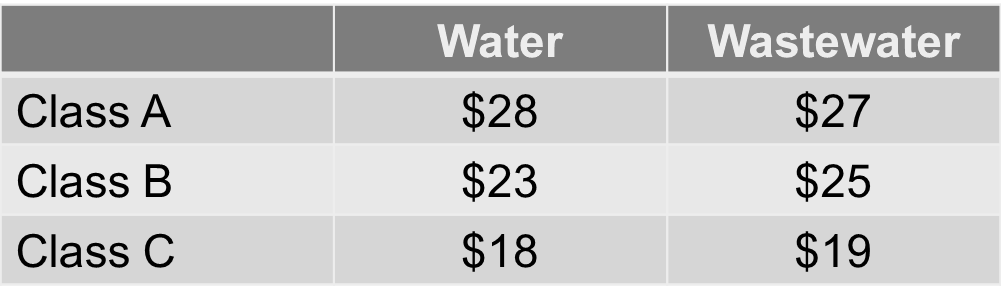 Water Wastewater
Class A $28 $27
Class B $23 $25
Class C $18 $19